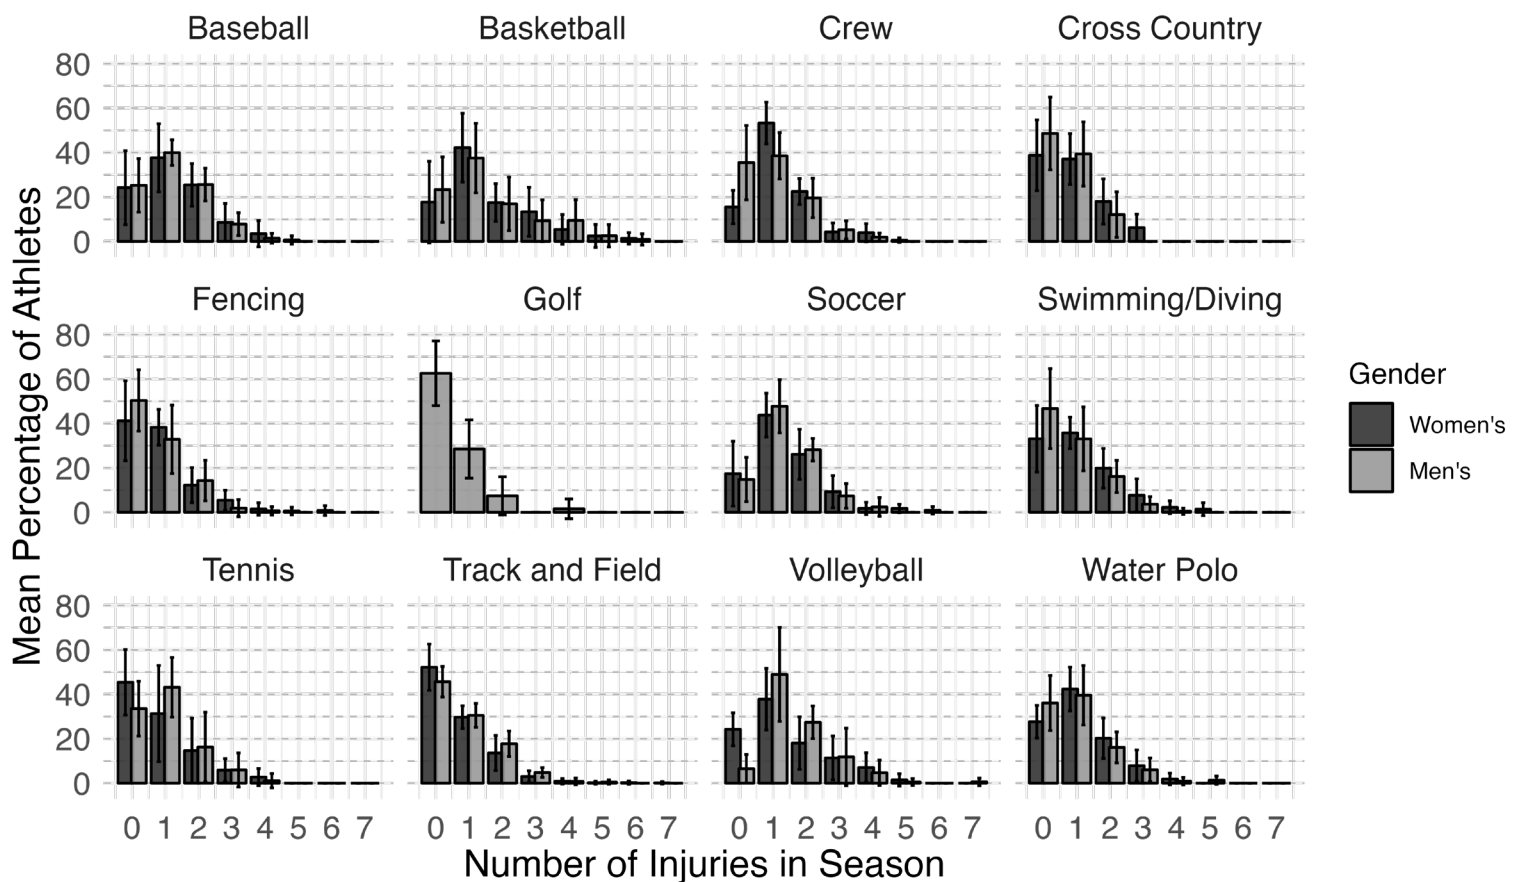 Baseball Basketball Crew Cross Country
80
60
40
20
0
Fencing Golf Soccer Swimming/Diving
80
60
40
20
0
Tennis Track and Field Volleyball Water Polo
80
60
40
20
0
0 1 2 3 4 5 6 7 0 1 2 3 4 5 6 7 0 1 2 3 4 5 6 7 0 1 2 3 4 5 6 7
Number of Injuries in Season
Mean Percentage of Athletes
Gender
Women's
Men's